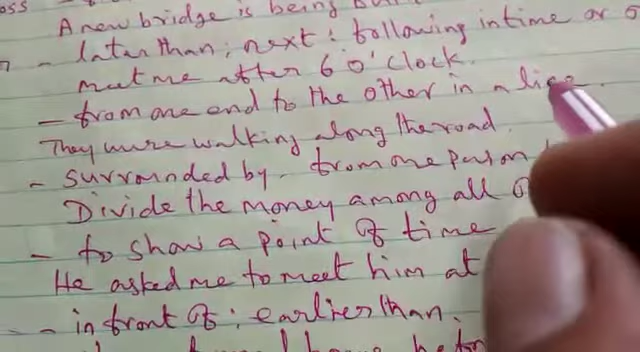 oss A new bridge is being
- later than; next; following in time or
meet me after 6 o'clock.
- from one end to the other in a line.
They were walking along the road.
- surrounded by. from one person
Divide the money among all
- to show a point of time
He asked me to meet him at
- in front of; earlier than.